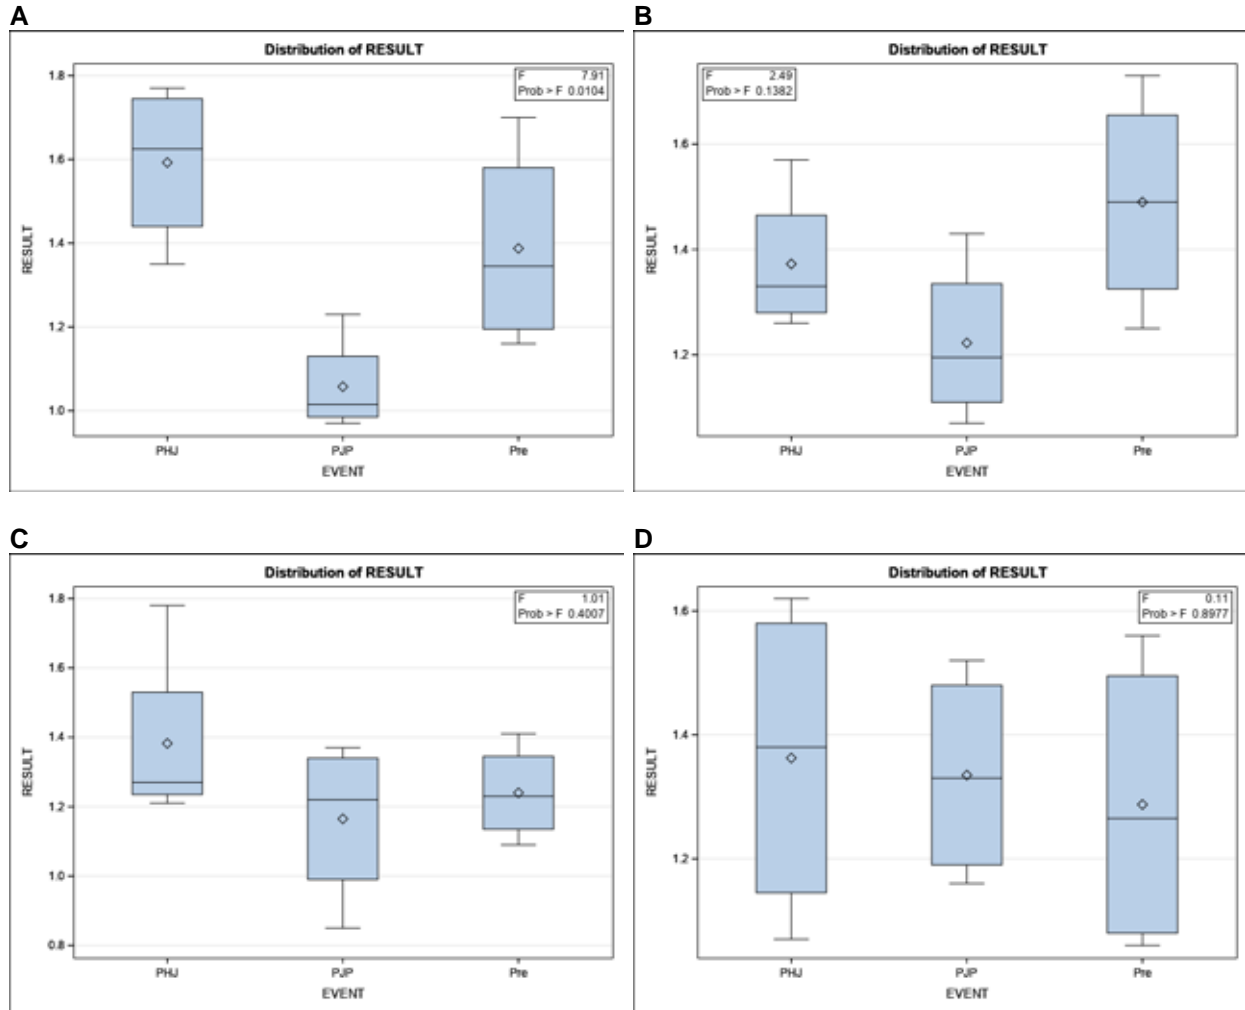 A
Distribution of RESULT
F 7.91
Prob > F 0.0104
1.8
1.6
1.4
1.2
1.0
RESULT
PHJ PJP Pre
EVENT
B
Distribution of RESULT
F 2.49
Prob > F 0.1382
1.6
1.4
1.2
RESULT
PHJ PJP Pre
EVENT
C
Distribution of RESULT
F 1.01
Prob > F 0.4007
1.8
1.6
1.4
1.2
1.0
0.8
RESULT
PHJ PJP Pre
EVENT
D
Distribution of RESULT
F 0.11
Prob > F 0.8977
1.6
1.4
1.2
RESULT
PHJ PJP Pre
EVENT